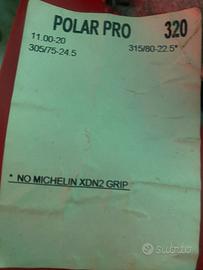 POLAR PRO 320
11.00-20 315/80-22.5*
305/75-24.5
* NO MICHELIN XDN2 GRIP
subito